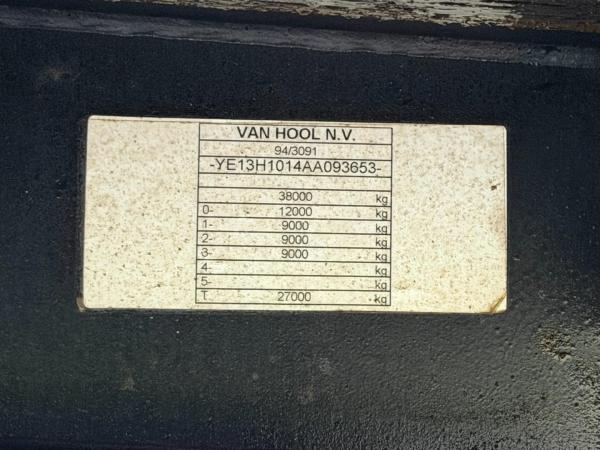 VAN HOOL N.V.
94/3091
-YE13H1014AA093653-
38000 kg
0- 12000 kg
1- 9000 kg
2- 9000 kg
3- 9000 kg
4- kg
5- kg
T 27000 kg